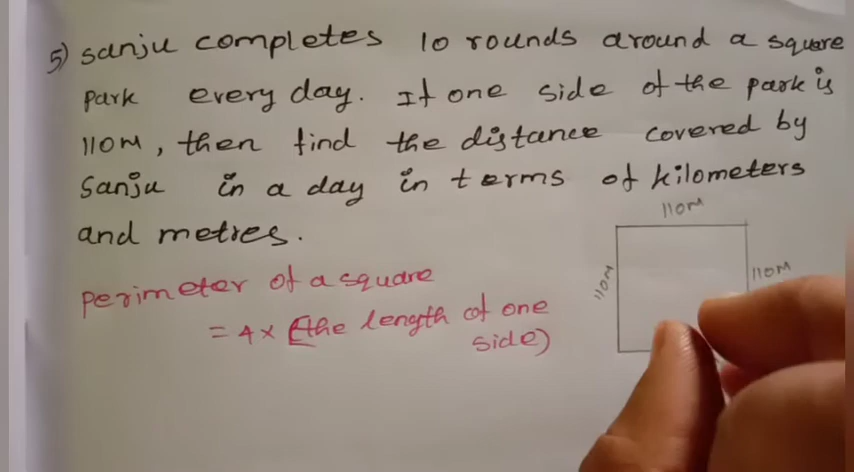 5) Sanju completes 10 rounds around a square
park every day. If one side of the park is
110M, then find the distance covered by
Sanju in a day in terms of kilometers
and metres.
110M
110M
110M
Perimeter of a square
= 4 × (the length of one
side)